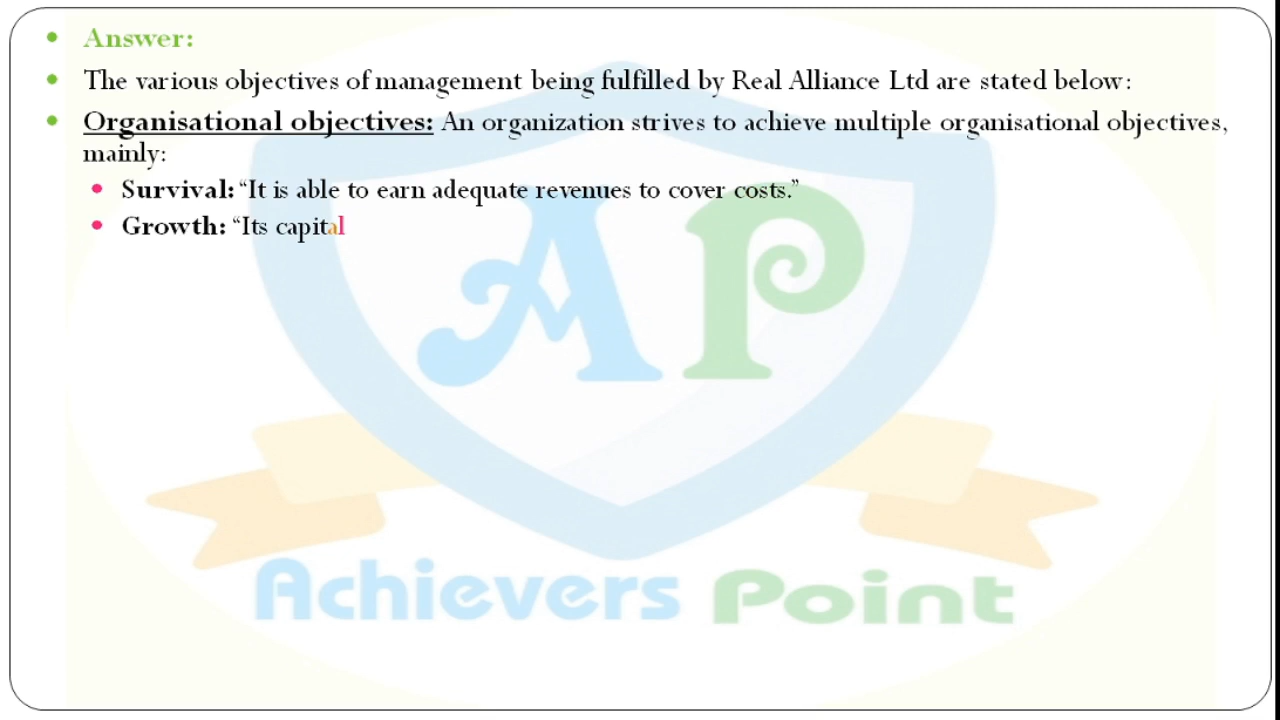 Answer:
The various objectives of management being fulfilled by Real Alliance Ltd are stated below:
Organisational objectives: An organization strives to achieve multiple organisational objectives,
mainly:
Survival: “It is able to earn adequate revenues to cover costs.”
Growth: “Its capital
AP
Achievers Point